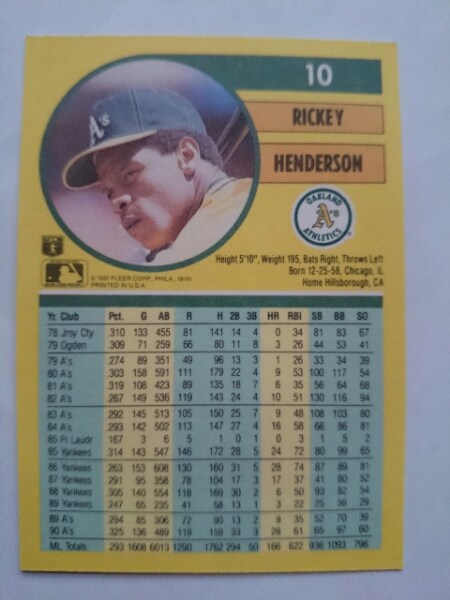 10
RICKEY
HENDERSON
A's
OAKLAND
A's
ATHLETICS
Height 5'10", Weight 195, Bats Right, Throws Left
Born 12-25-58, Chicago, IL
Home Hillsborough, CA
© 1991 FLEER CORP., PHILA., 19141
PRINTED IN U.S.A.
Yr. Club Pct. G AB R H 2B 3B HR RBI SB BB SO
78 Jrsy Cty 310 133 455 81 141 14 4 0 34 81 83 67
79 Ogden 309 71 259 66 80 11 8 3 26 44 53 41
79 A's 274 89 351 49 96 13 3 1 26 33 34 39
80 A's 303 158 591 111 179 22 4 9 53 100 117 54
81 A's 319 108 423 89 135 18 7 6 35 56 64 68
82 A's 267 149 536 119 143 24 4 10 51 130 116 94
83 A's 292 145 513 105 150 25 7 9 48 108 103 80
84 A's 293 142 502 113 147 27 4 16 58 66 86 81
85 Ft Laudr 167 3 6 5 1 0 1 0 3 1 5 2
85 Yankees 314 143 547 146 172 28 5 24 72 80 99 65
86 Yankees 263 153 608 130 160 31 5 28 74 87 89 81
87 Yankees 291 95 358 78 104 17 3 17 37 41 80 52
88 Yankees 305 140 554 118 169 30 2 6 50 93 82 54
89 Yankees 247 65 235 41 58 13 1 3 22 25 56 29
89 A's 294 85 306 72 90 13 2 9 35 52 70 39
90 A's 325 136 489 119 159 33 3 28 61 65 97 60
ML Totals 293 1608 6013 1290 1762 294 50 166 622 936 1093 796